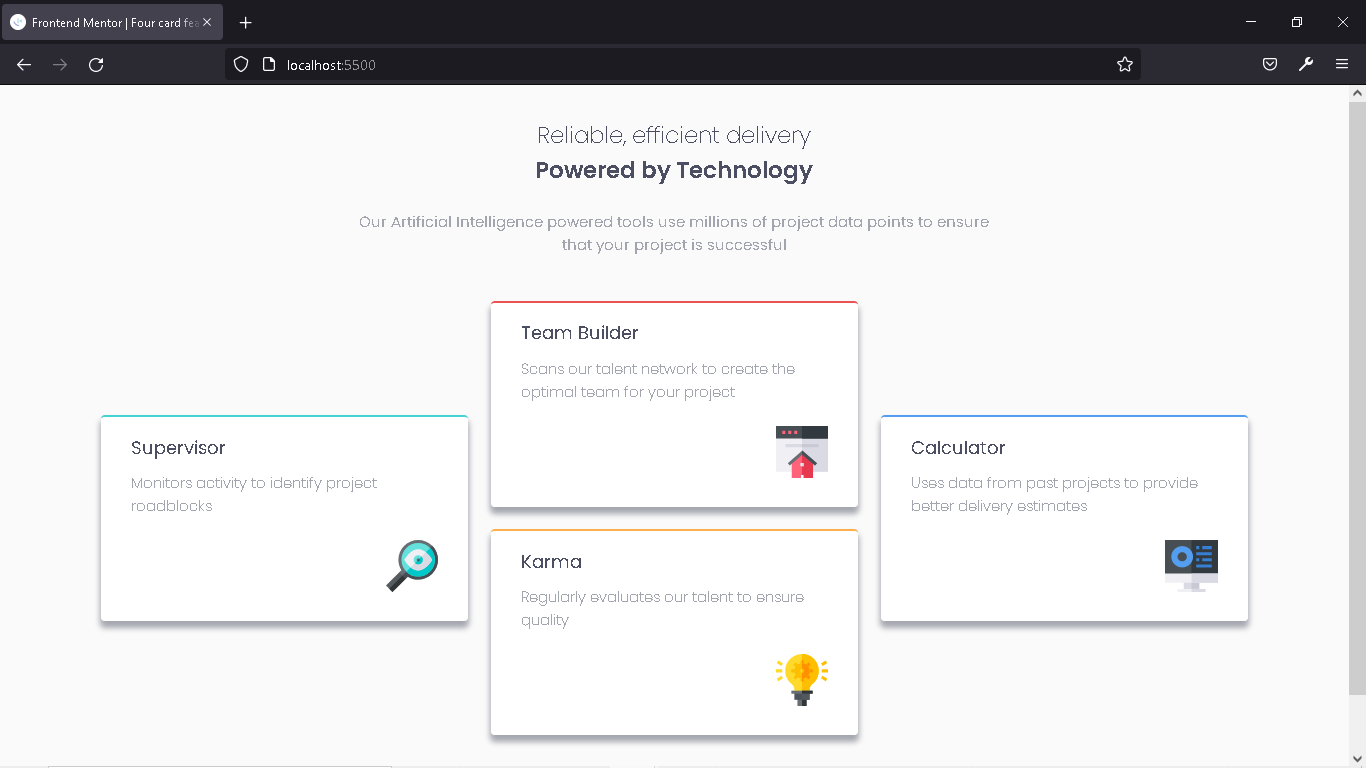 Frontend Mentor | Four card fea
localhost:5500
Reliable, efficient delivery
Powered by Technology
Our Artificial Intelligence powered tools use millions of project data points to ensure
that your project is successful
Team Builder
Scans our talent network to create the
optimal team for your project
Supervisor
Monitors activity to identify project
roadblocks
Calculator
Uses data from past projects to provide
better delivery estimates
Karma
Regularly evaluates our talent to ensure
quality